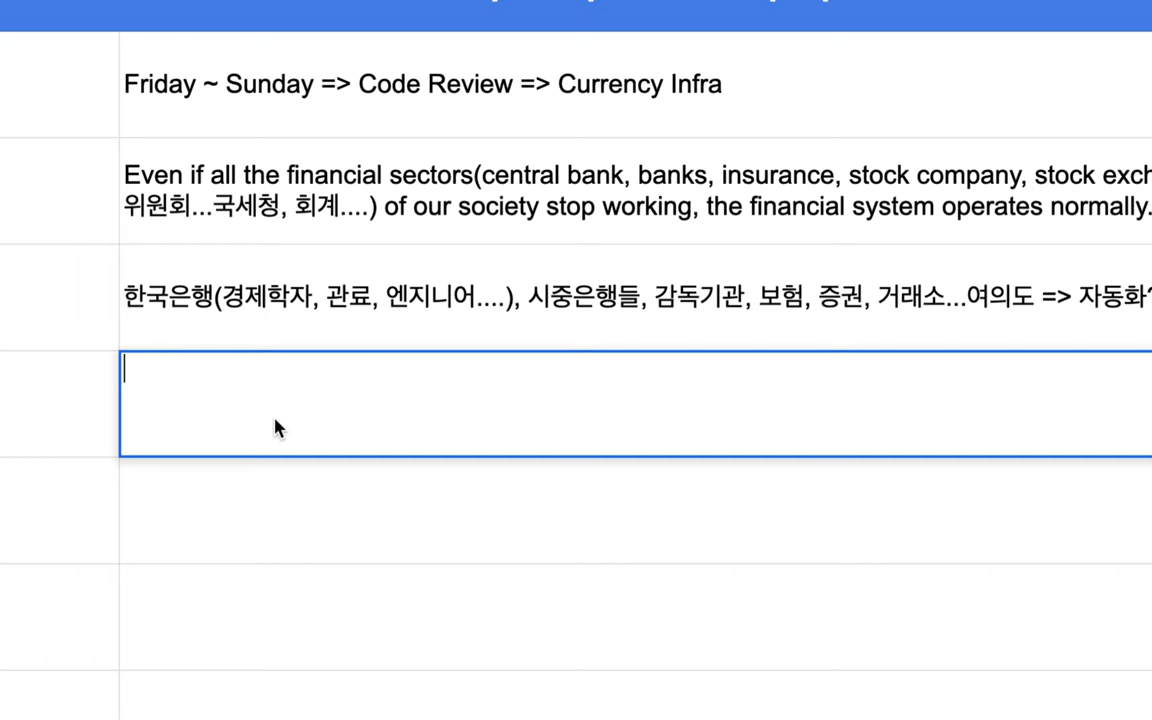 Friday ~ Sunday => Code Review => Currency Infra
Even if all the financial sectors(central bank, banks, insurance, stock company, stock
위원회...국세청, 회계....) of our society stop working, the financial system operates normally.
한국은행(경제학자, 관료, 엔지니어....), 시중은행들, 감독기관, 보험, 증권, 거래소...여의도 => 자동화?